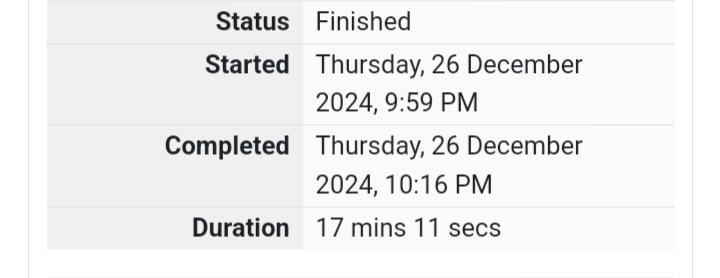 Status Finished
Started Thursday, 26 December
2024, 9:59 PM
Completed Thursday, 26 December
2024, 10:16 PM
Duration 17 mins 11 secs